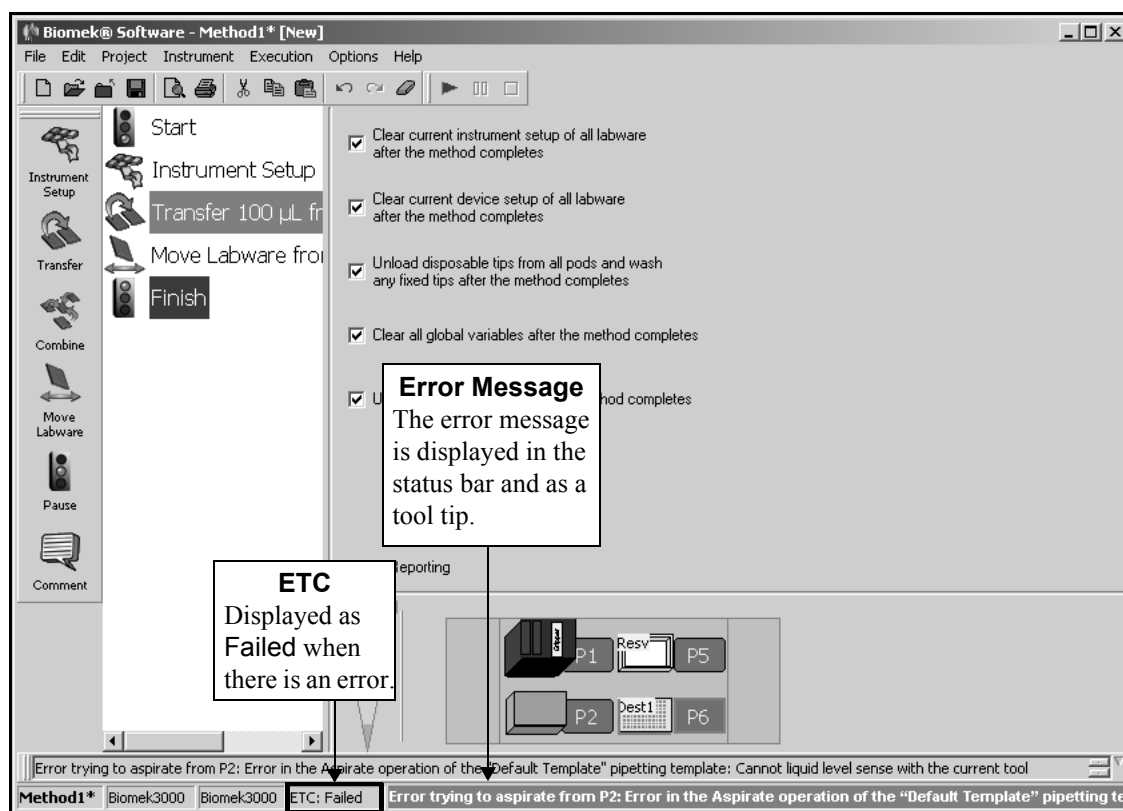 Biomek® Software - Method1* [New]
File Edit Project Instrument Execution Options Help
Instrument
Setup
Transfer
Combine
Move
Labware
Pause
Comment
Start
Instrument Setup
Transfer 100 µL fr
Move Labware fro
Finish
Clear current instrument setup of all labware
after the method completes
Clear current device setup of all labware
after the method completes
Unload disposable tips from all pods and wash
any fixed tips after the method completes
Clear all global variables after the method completes
U hod completes
Error Message
The error message
is displayed in the
status bar and as a
tool tip.
eporting
ETC
Displayed as
Failed when
there is an error.
Gripper
P1
Resv
P5
P2
Dest1
P6
Error trying to aspirate from P2: Error in the Aspirate operation of the "Default Template" pipetting template: Cannot liquid level sense with the current tool
Method1* Biomek3000 Biomek3000 ETC: Failed Error trying to aspirate from P2: Error in the Aspirate operation of the “Default Template” pipetting te